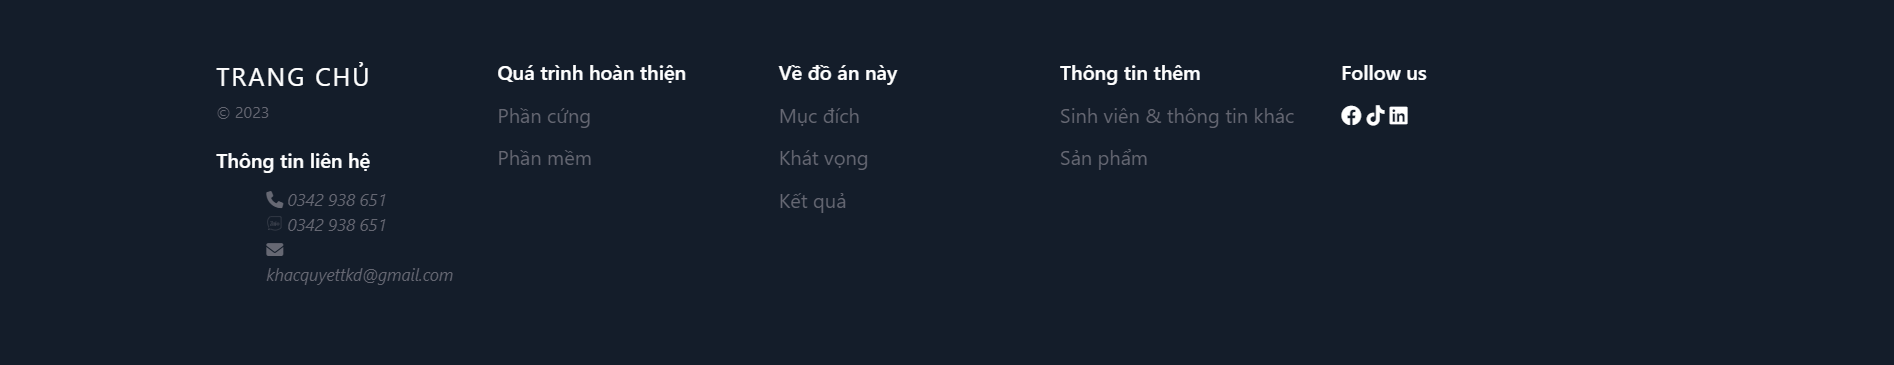 TRANG CHỦ
© 2023
Thông tin liên hệ
0342 938 651
0342 938 651
khacquyettkd@gmail.com
Quá trình hoàn thiện
Phần cứng
Phần mềm
Về đồ án này
Mục đích
Khát vọng
Kết quả
Thông tin thêm
Sinh viên & thông tin khác
Sản phẩm
Follow us